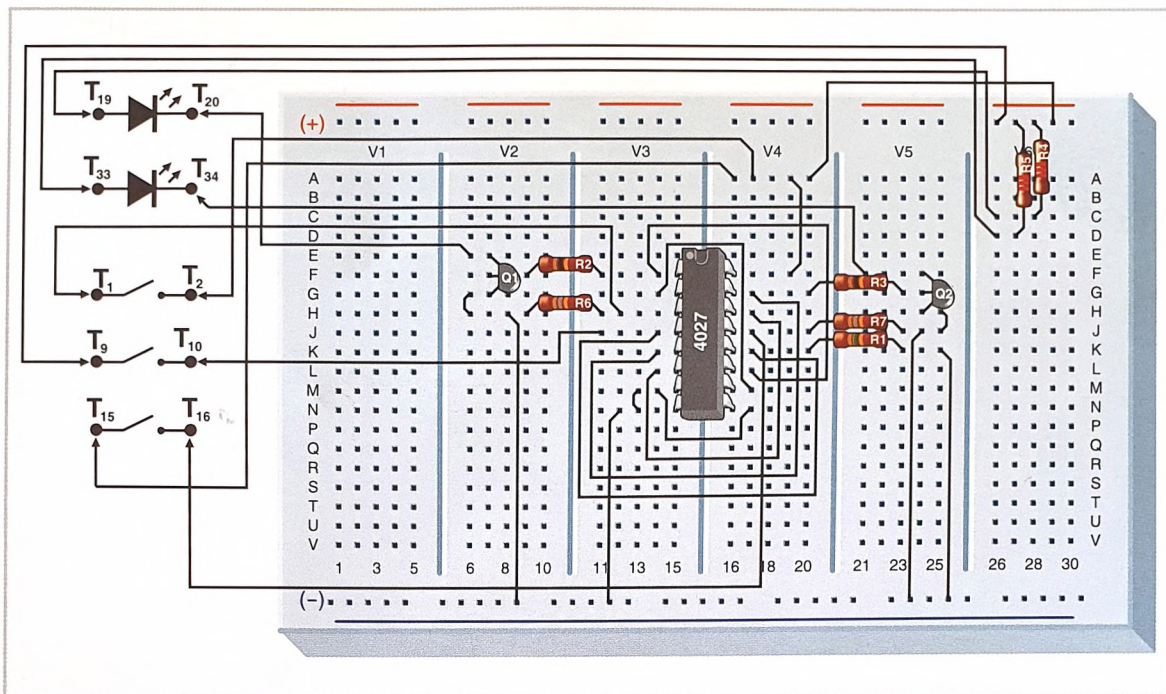 T19 T20
(+)
V1 V2 V3 V4 V5 V6
T33 T34
A A
B B
C C
D D
E E
F F
G G
H H
J J
K K
L L
M M
N N
P P
Q Q
R R
S S
T T
U U
V V
T1 T2
T9 T10
T15 T16
Q1
R2
R6
4027
R3
R7
R1
Q2
R5
R4
1 3 5 6 8 10 11 13 15 16 18 20 21 23 25 26 28 30
(−)